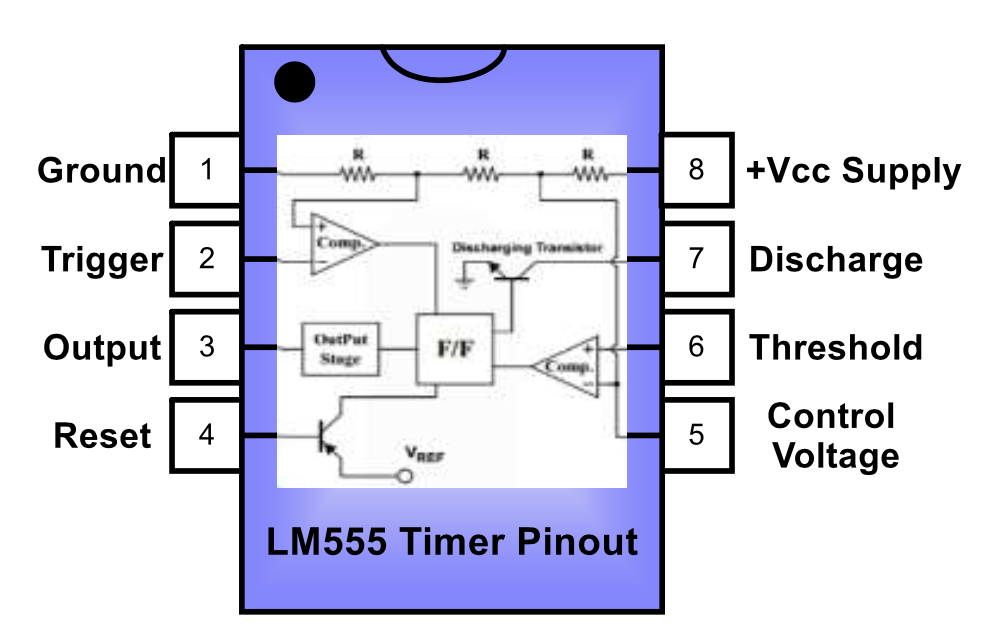 Ground
1
Trigger
2
Output
3
Reset
4
R R R
+
Comp.
−
Discharging Transistor
OutPut
Stage
F/F
+
Comp.
−
VREF
8
+Vcc Supply
7
Discharge
6
Threshold
5
Control
Voltage
LM555 Timer Pinout